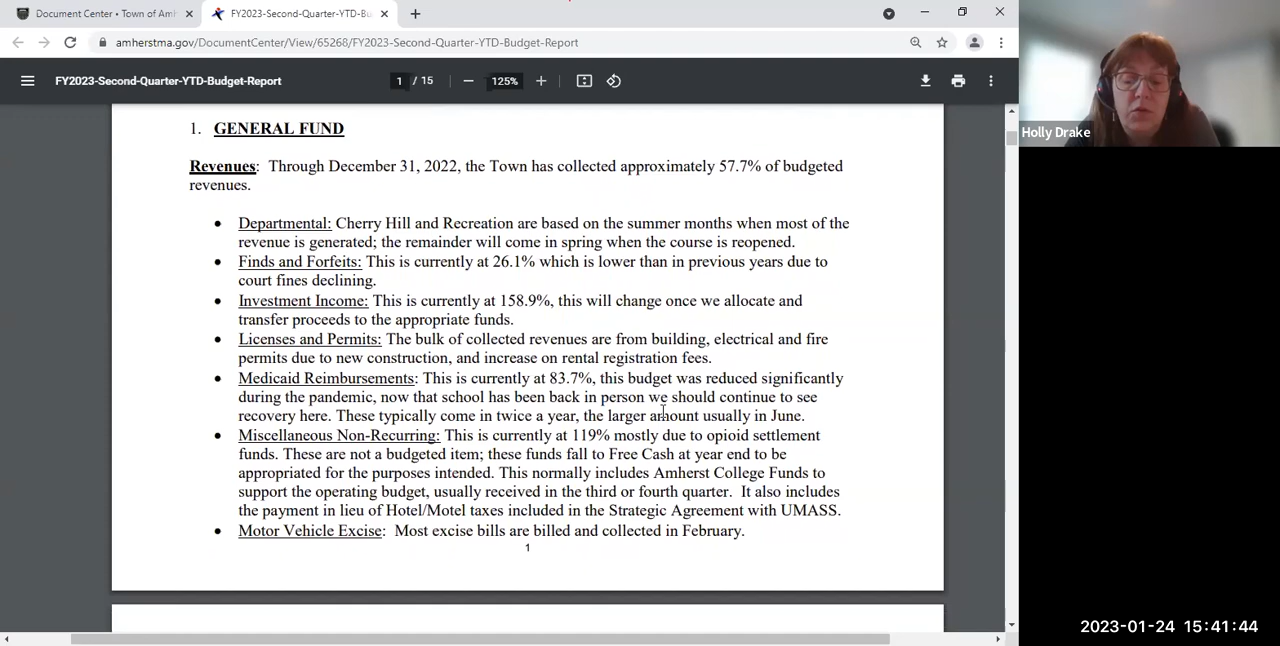 Document Center • Town of Amh
FY2023-Second-Quarter-YTD-Bu
amherstma.gov/DocumentCenter/View/65268/FY2023-Second-Quarter-YTD-Budget-Report
FY2023-Second-Quarter-YTD-Budget-Report
1 / 15
125%
Holly Drake
1. GENERAL FUND
Revenues: Through December 31, 2022, the Town has collected approximately 57.7% of budgeted
revenues.
• Departmental: Cherry Hill and Recreation are based on the summer months when most of the
revenue is generated; the remainder will come in spring when the course is reopened.
• Finds and Forfeits: This is currently at 26.1% which is lower than in previous years due to
court fines declining.
• Investment Income: This is currently at 158.9%, this will change once we allocate and
transfer proceeds to the appropriate funds.
• Licenses and Permits: The bulk of collected revenues are from building, electrical and fire
permits due to new construction, and increase on rental registration fees.
• Medicaid Reimbursements: This is currently at 83.7%, this budget was reduced significantly
during the pandemic, now that school has been back in person we should continue to see
recovery here. These typically come in twice a year, the larger amount usually in June.
• Miscellaneous Non-Recurring: This is currently at 119% mostly due to opioid settlement
funds. These are not a budgeted item; these funds fall to Free Cash at year end to be
appropriated for the purposes intended. This normally includes Amherst College Funds to
support the operating budget, usually received in the third or fourth quarter. It also includes
the payment in lieu of Hotel/Motel taxes included in the Strategic Agreement with UMASS.
• Motor Vehicle Excise: Most excise bills are billed and collected in February.
1
2023-01-24 15:41:44